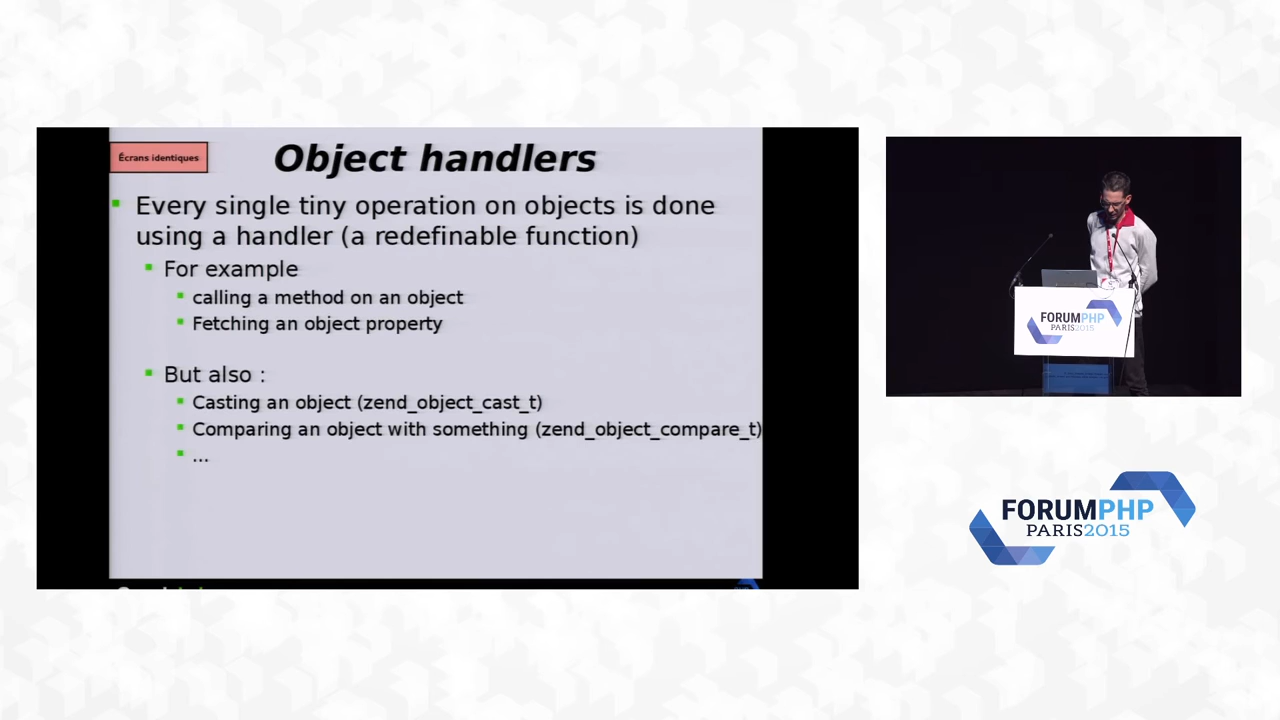 Écrans identiques
Object handlers
Every single tiny operation on objects is done
using a handler (a redefinable function)
For example
calling a method on an object
Fetching an object property
But also :
Casting an object (zend_object_cast_t)
Comparing an object with something (zend_object_compare_t)
...
FORUMPHP
PARIS2015
FORUMPHP
PARIS2015